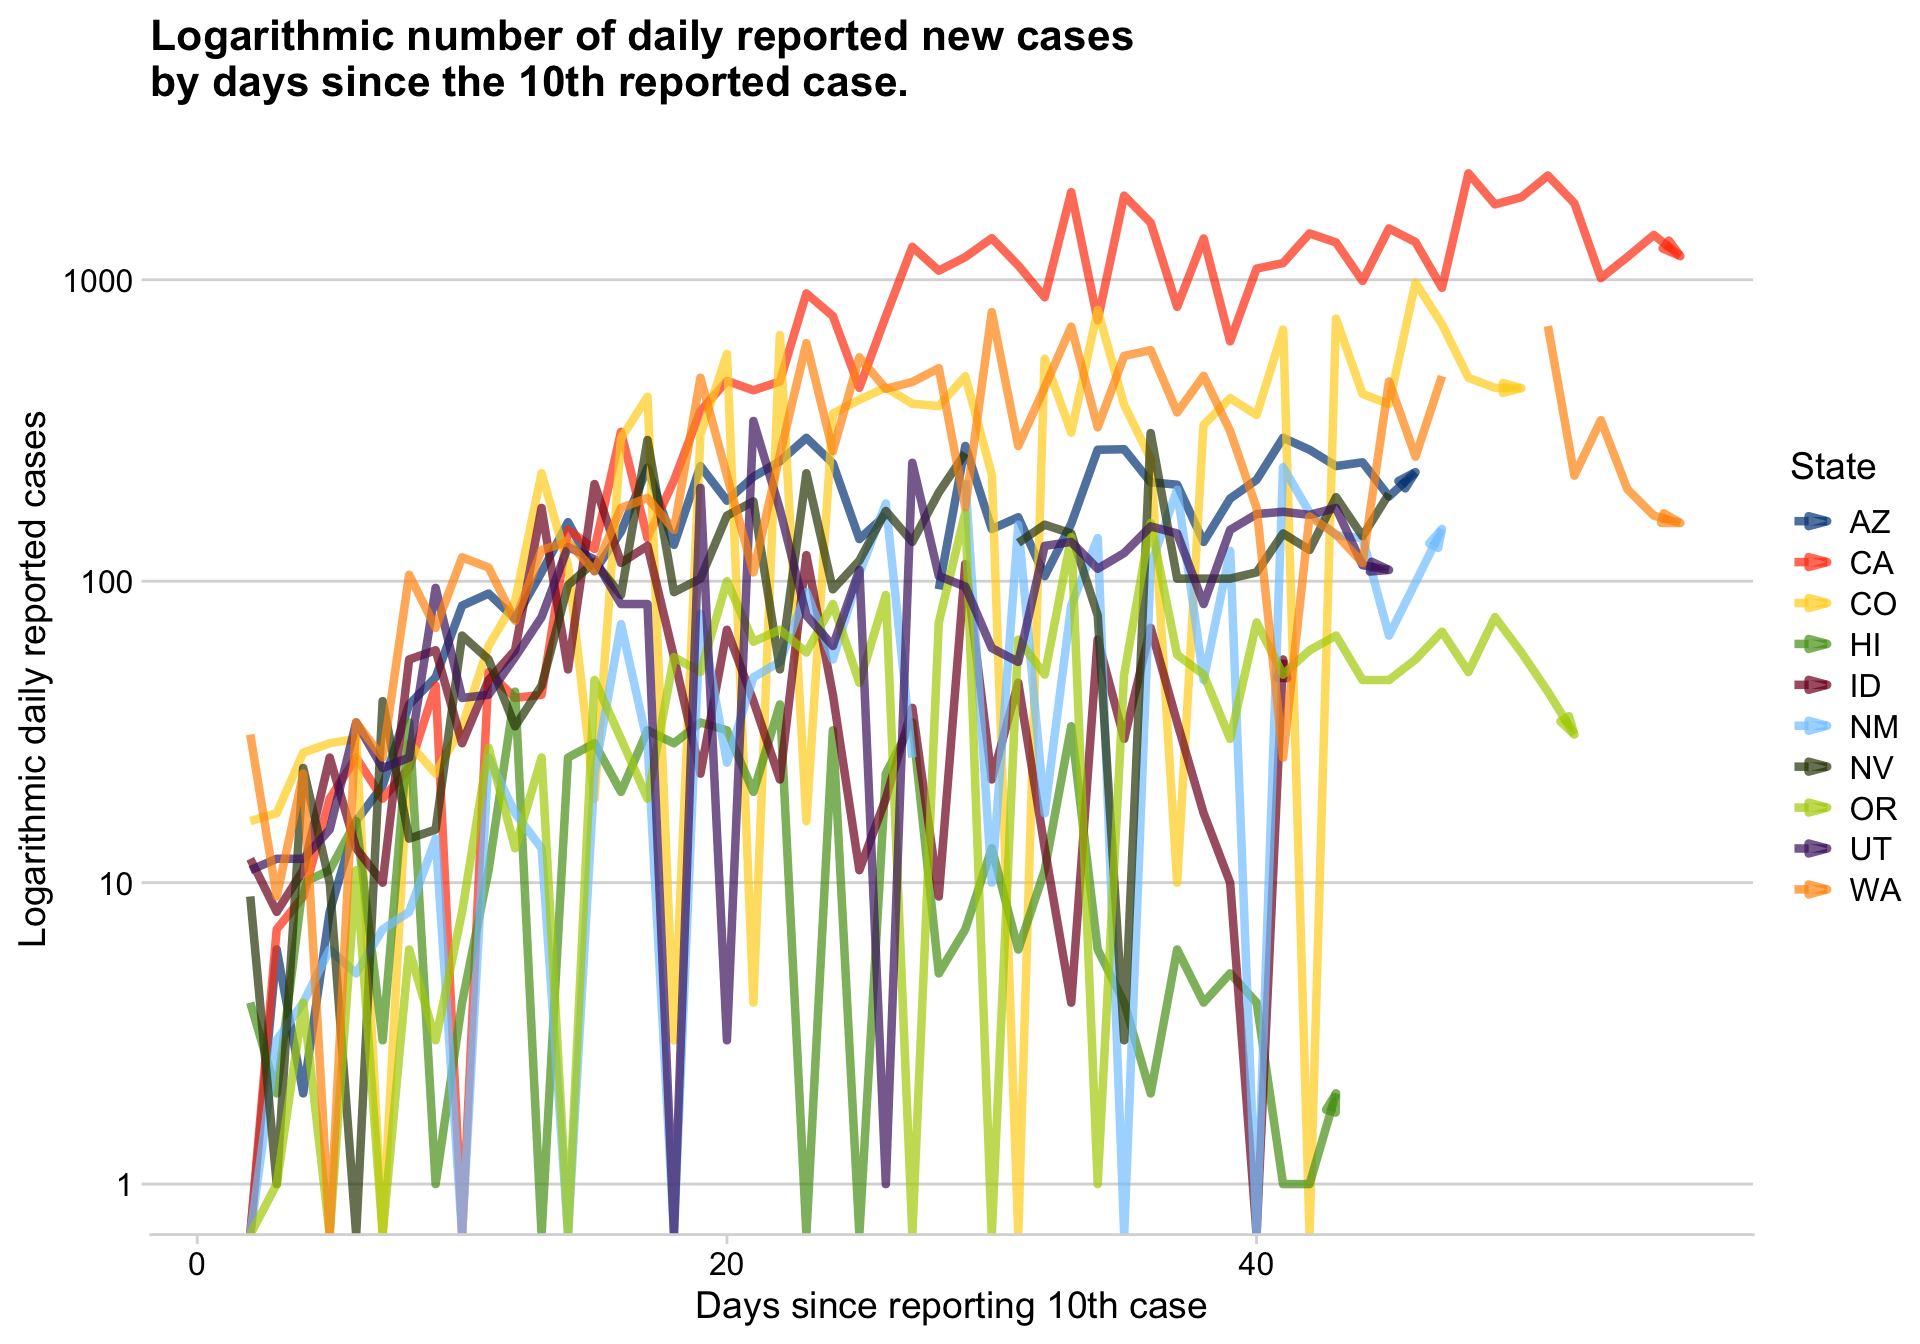 Logarithmic number of daily reported new cases
by days since the 10th reported case.
Logarithmic daily reported cases
1000
100
10
1
0
20
40
Days since reporting 10th case
State
AZ
CA
CO
HI
ID
NM
NV
OR
UT
WA